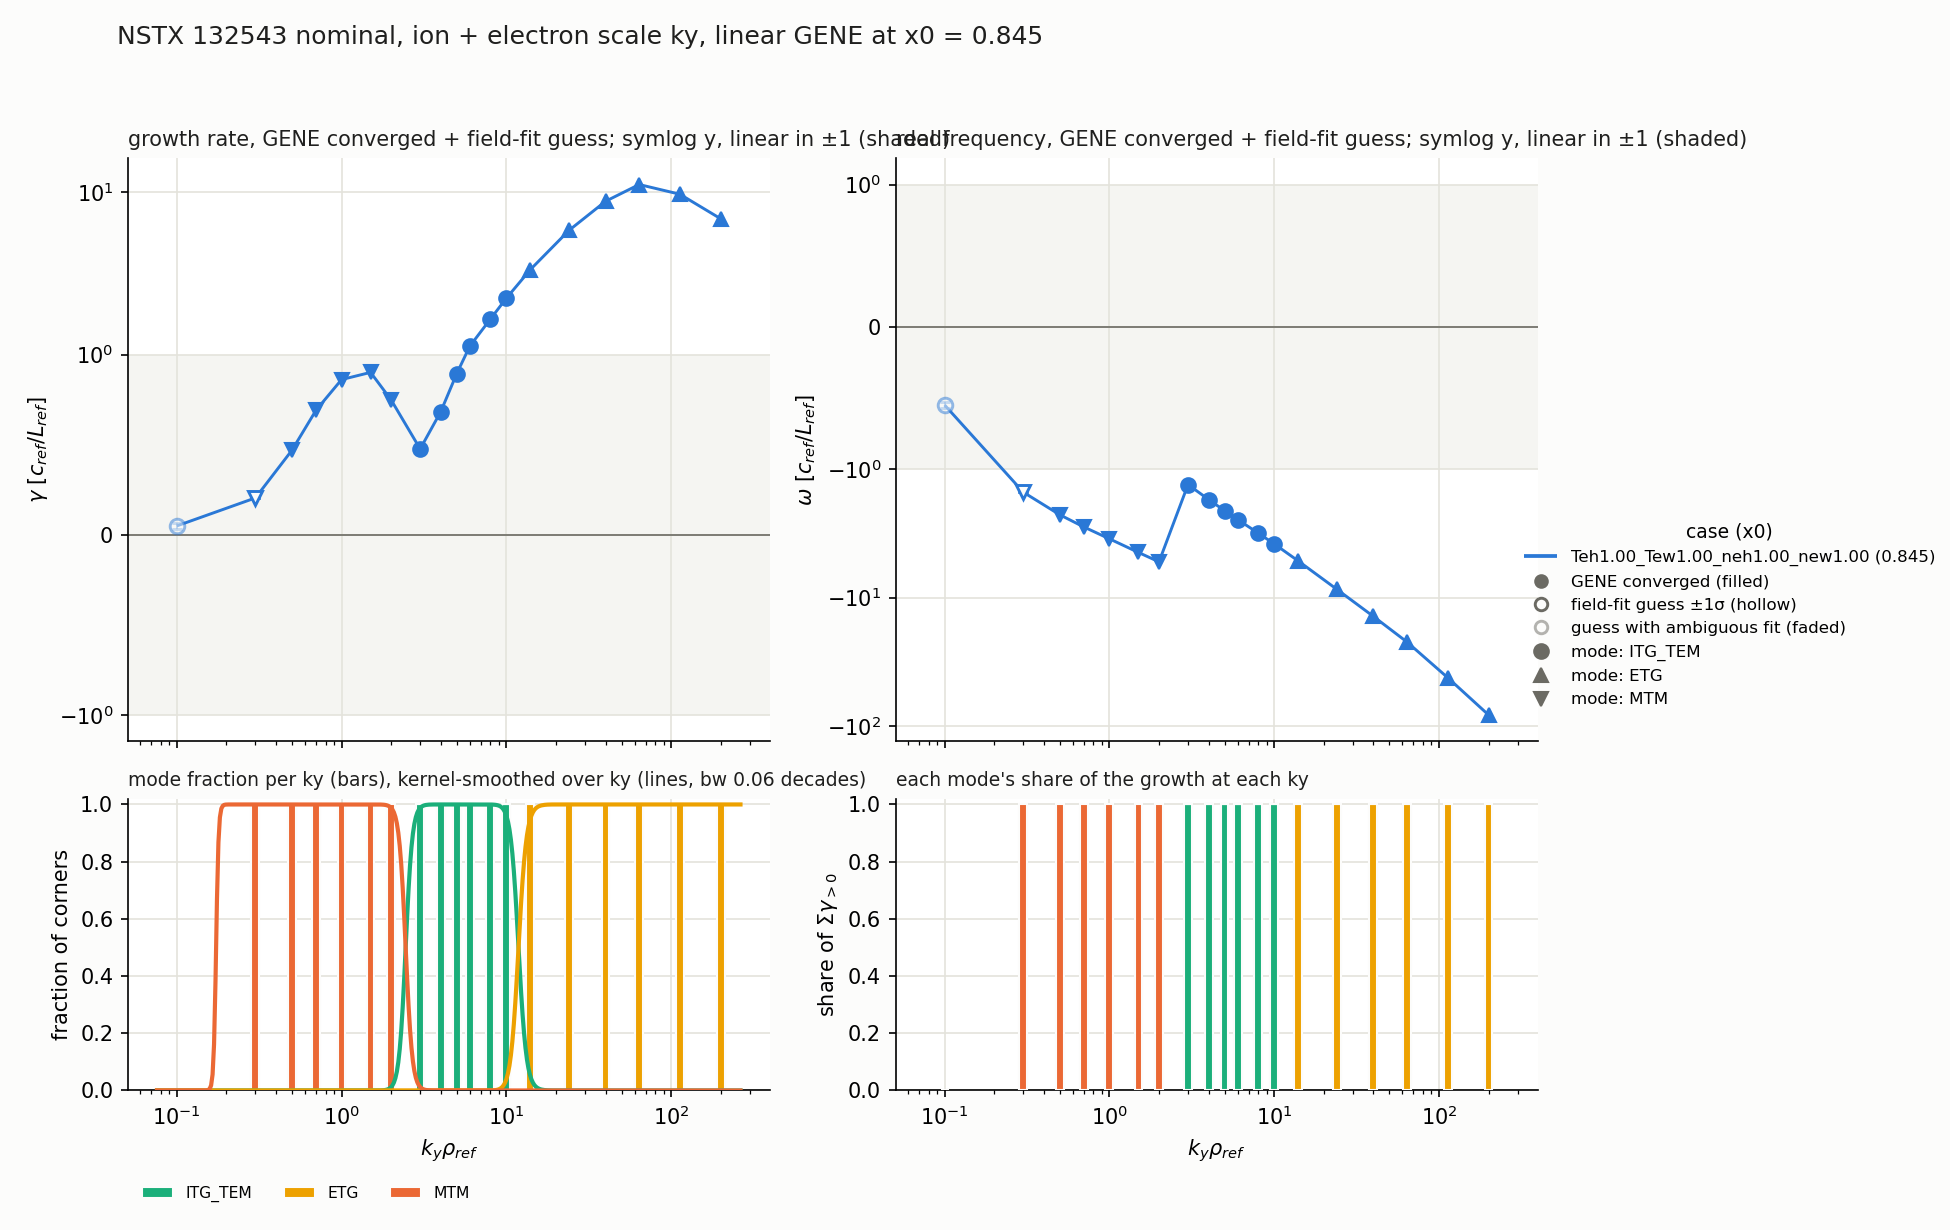 NSTX 132543 nominal, ion + electron scale ky, linear GENE at x0 = 0.845
growth rate, GENE converged + field-fit guess; symlog y, linear in ±1 (shaded)
real frequency, GENE converged + field-fit guess; symlog y, linear in ±1 (shaded)
γ [c_ref/L_ref]
10¹
10⁰
0
−10⁰
ω [c_ref/L_ref]
10⁰
0
−10⁰
−10¹
−10²
case (x0)
Teh1.00_Tew1.00_neh1.00_new1.00 (0.845)
GENE converged (filled)
field-fit guess ±1σ (hollow)
guess with ambiguous fit (faded)
mode: ITG_TEM
mode: ETG
mode: MTM
mode fraction per ky (bars), kernel-smoothed over ky (lines, bw 0.06 decades)
fraction of corners
1.0
0.8
0.6
0.4
0.2
0.0
10⁻¹ 10⁰ 10¹ 10²
k_yρ_ref
each mode's share of the growth at each ky
share of Σγ_>0
1.0
0.8
0.6
0.4
0.2
0.0
10⁻¹ 10⁰ 10¹ 10²
k_yρ_ref
ITG_TEM ETG MTM